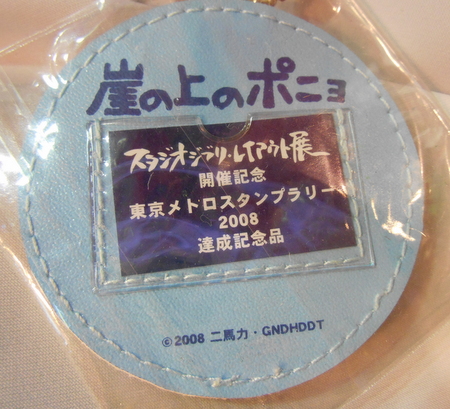 崖の上のポニョ
スタジオジブリ・レイアウト展
開催記念
東京メトロスタンプラリー
2008
達成記念品
©2008 二馬力・GNDHDDT